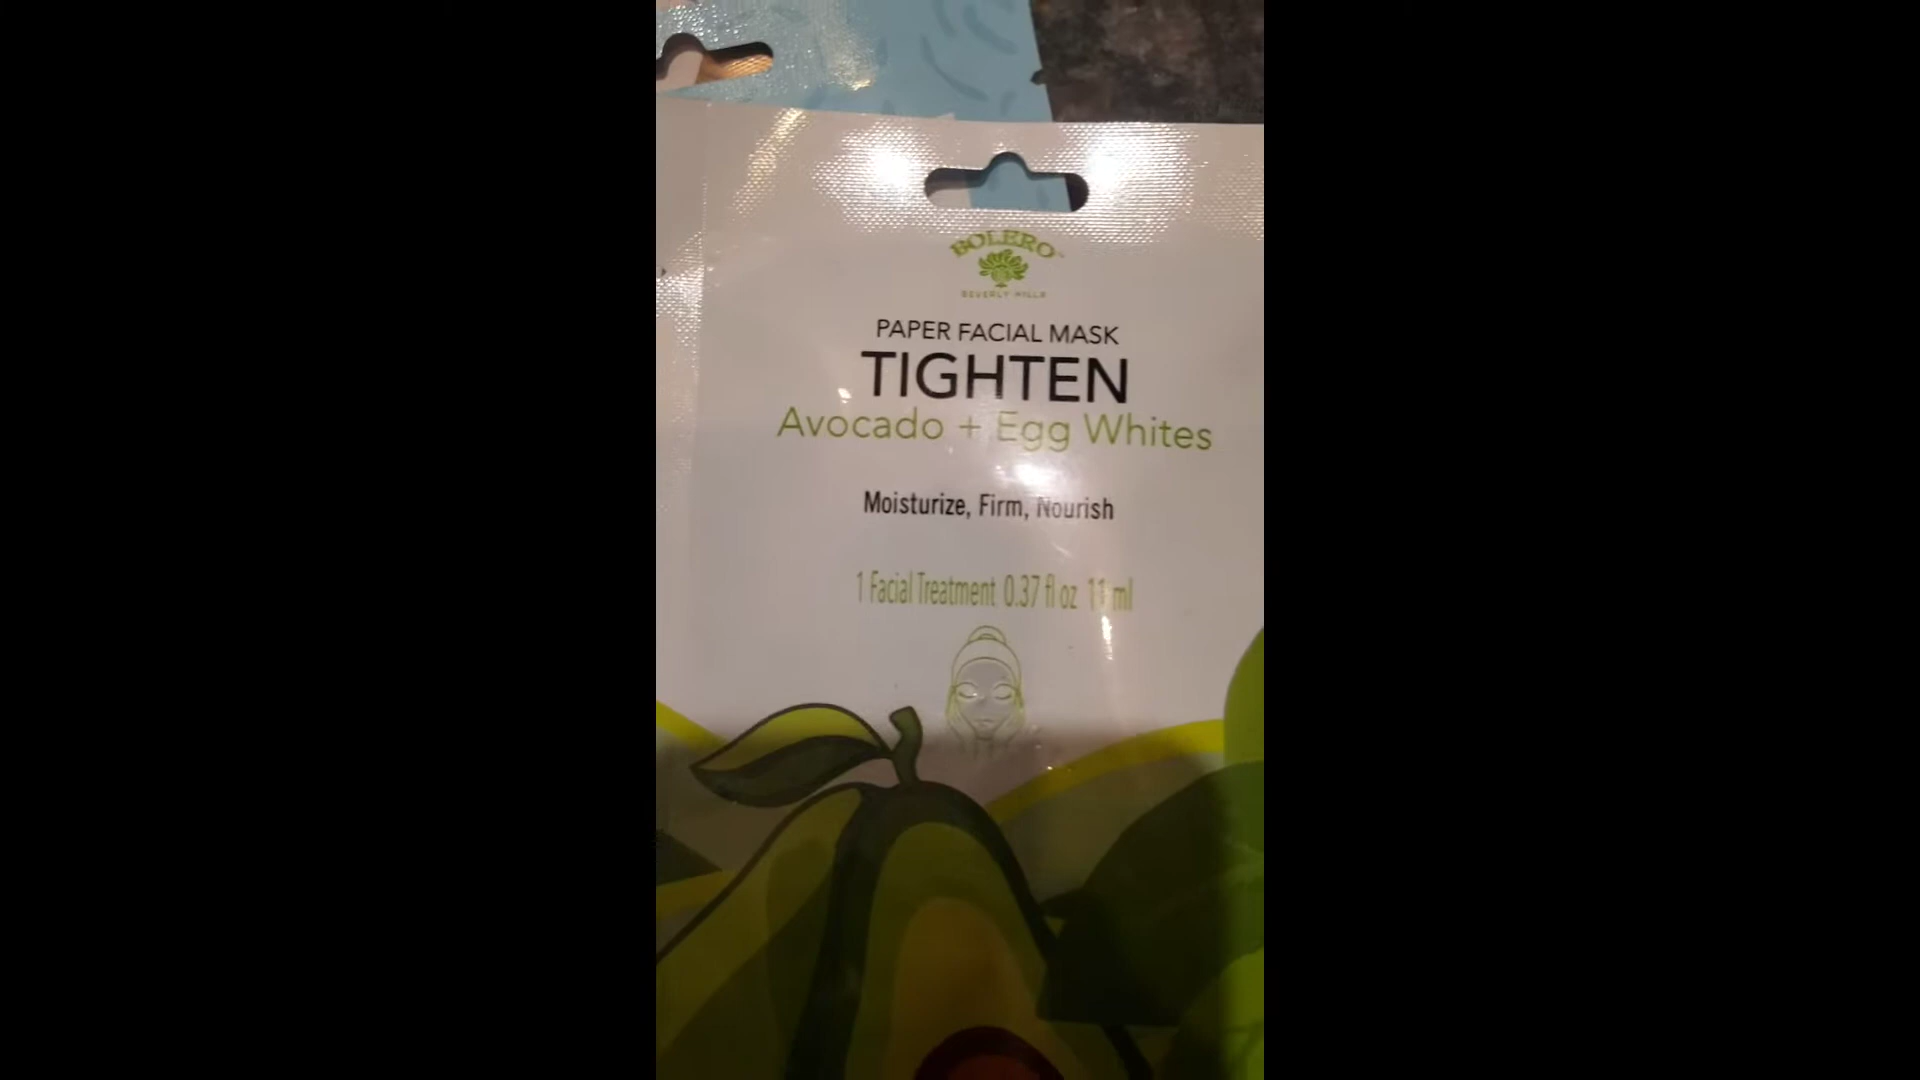 BOLERO
BEVERLY HILLS
PAPER FACIAL MASK
TIGHTEN
Avocado + Egg Whites
Moisturize, Firm, Nourish
1 Facial Treatment 0.37 fl oz 11 ml